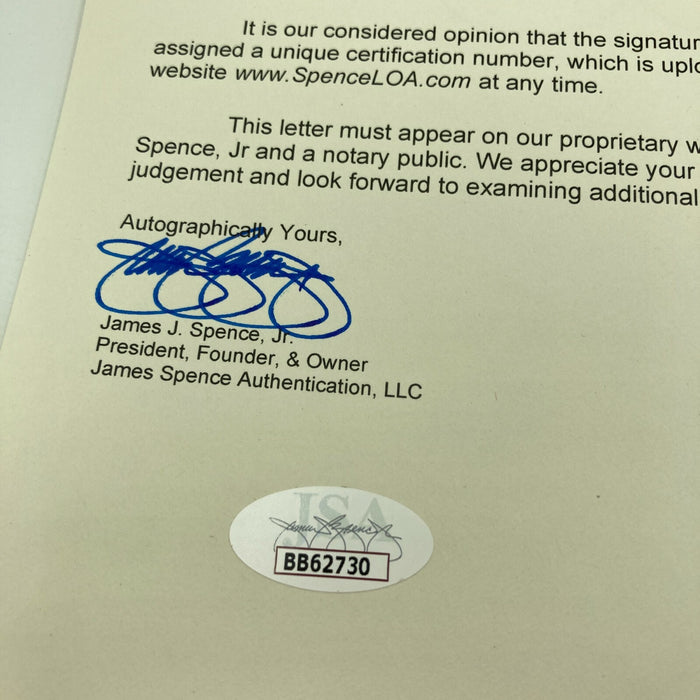 It is our considered opinion that the signatur
assigned a unique certification number, which is uplo
website www.SpenceLOA.com at any time.
This letter must appear on our proprietary w
Spence, Jr and a notary public. We appreciate your
judgement and look forward to examining additional
Autographically Yours,
James J. Spence, Jr.
President, Founder, & Owner
James Spence Authentication, LLC
JSA
James Spence Jr
BB62730